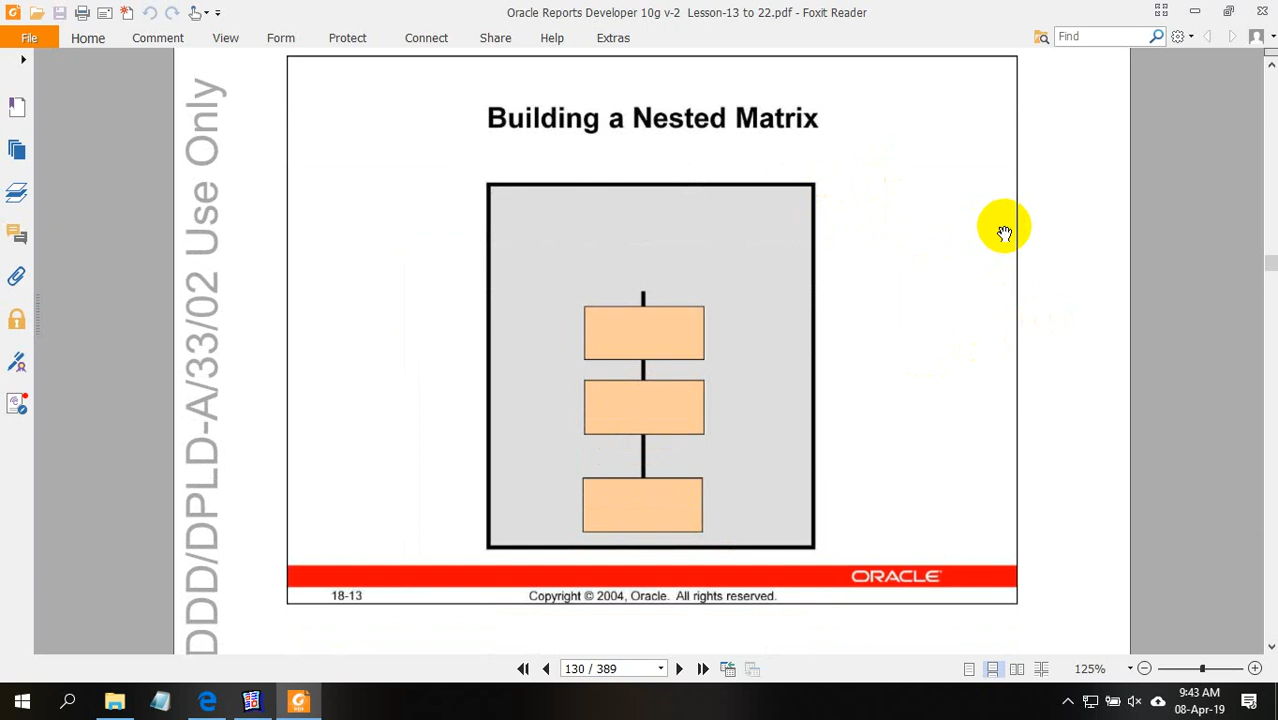 Oracle Reports Developer 10g v-2 Lesson-13 to 22.pdf - Foxit Reader
File Home Comment View Form Protect Connect Share Help Extras Find
DDD/DPLD-A/33/02 Use Only
Building a Nested Matrix
ORACLE
18-13 Copyright © 2004, Oracle. All rights reserved.
130 / 389 125%
9:43 AM
08-Apr-19